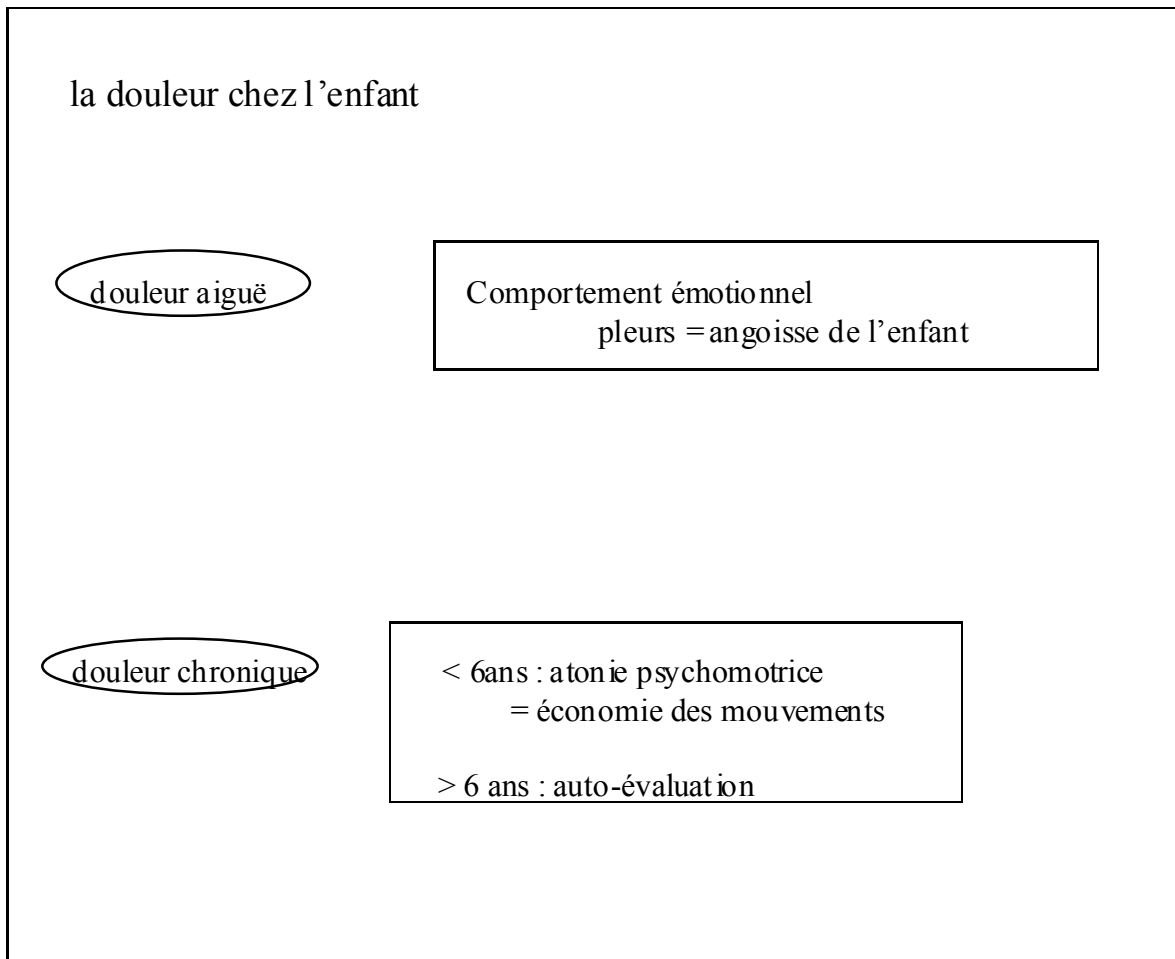 la douleur chez l’enfant
douleur aiguë
Comportement émotionnel
pleurs = angoisse de l’enfant
douleur chronique
< 6ans : atonie psychomotrice
= économie des mouvements
> 6 ans : auto-évaluation